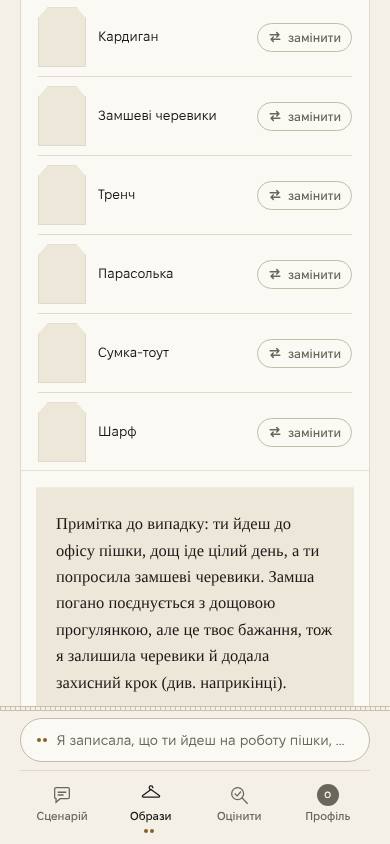 Кардиган
замінити
Замшеві черевики
замінити
Тренч
замінити
Парасолька
замінити
Сумка-тоут
замінити
Шарф
замінити
Примітка до випадку: ти йдеш до
офісу пішки, дощ іде цілий день, а ти
попросила замшеві черевики. Замша
погано поєднується з дощовою
прогулянкою, але це твоє бажання, тож
я залишила черевики й додала
захисний крок (див. наприкінці).
Я записала, що ти йдеш на роботу пішки, ...
Сценарій
Образи
Оцінити
О
Профіль